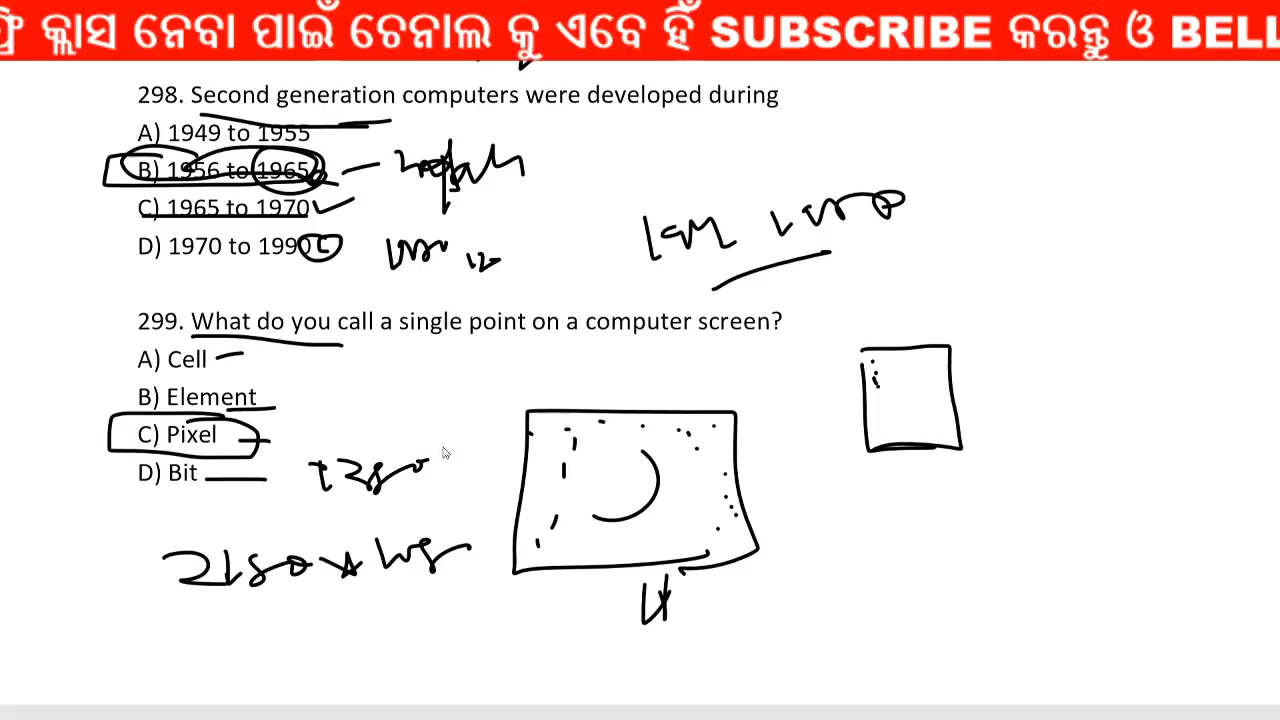 ଫ୍ରି କ୍ଲାସ ନେବା ପାଇଁ ଚେନାଲ କୁ ଏବେ ହିଁ SUBSCRIBE କରନ୍ତୁ ଓ BELL
298. Second generation computers were developed during
A) 1949 to 1955
B) 1956 to 1965
C) 1965 to 1970
D) 1970 to 1990
299. What do you call a single point on a computer screen?
A) Cell
B) Element
C) Pixel
D) Bit